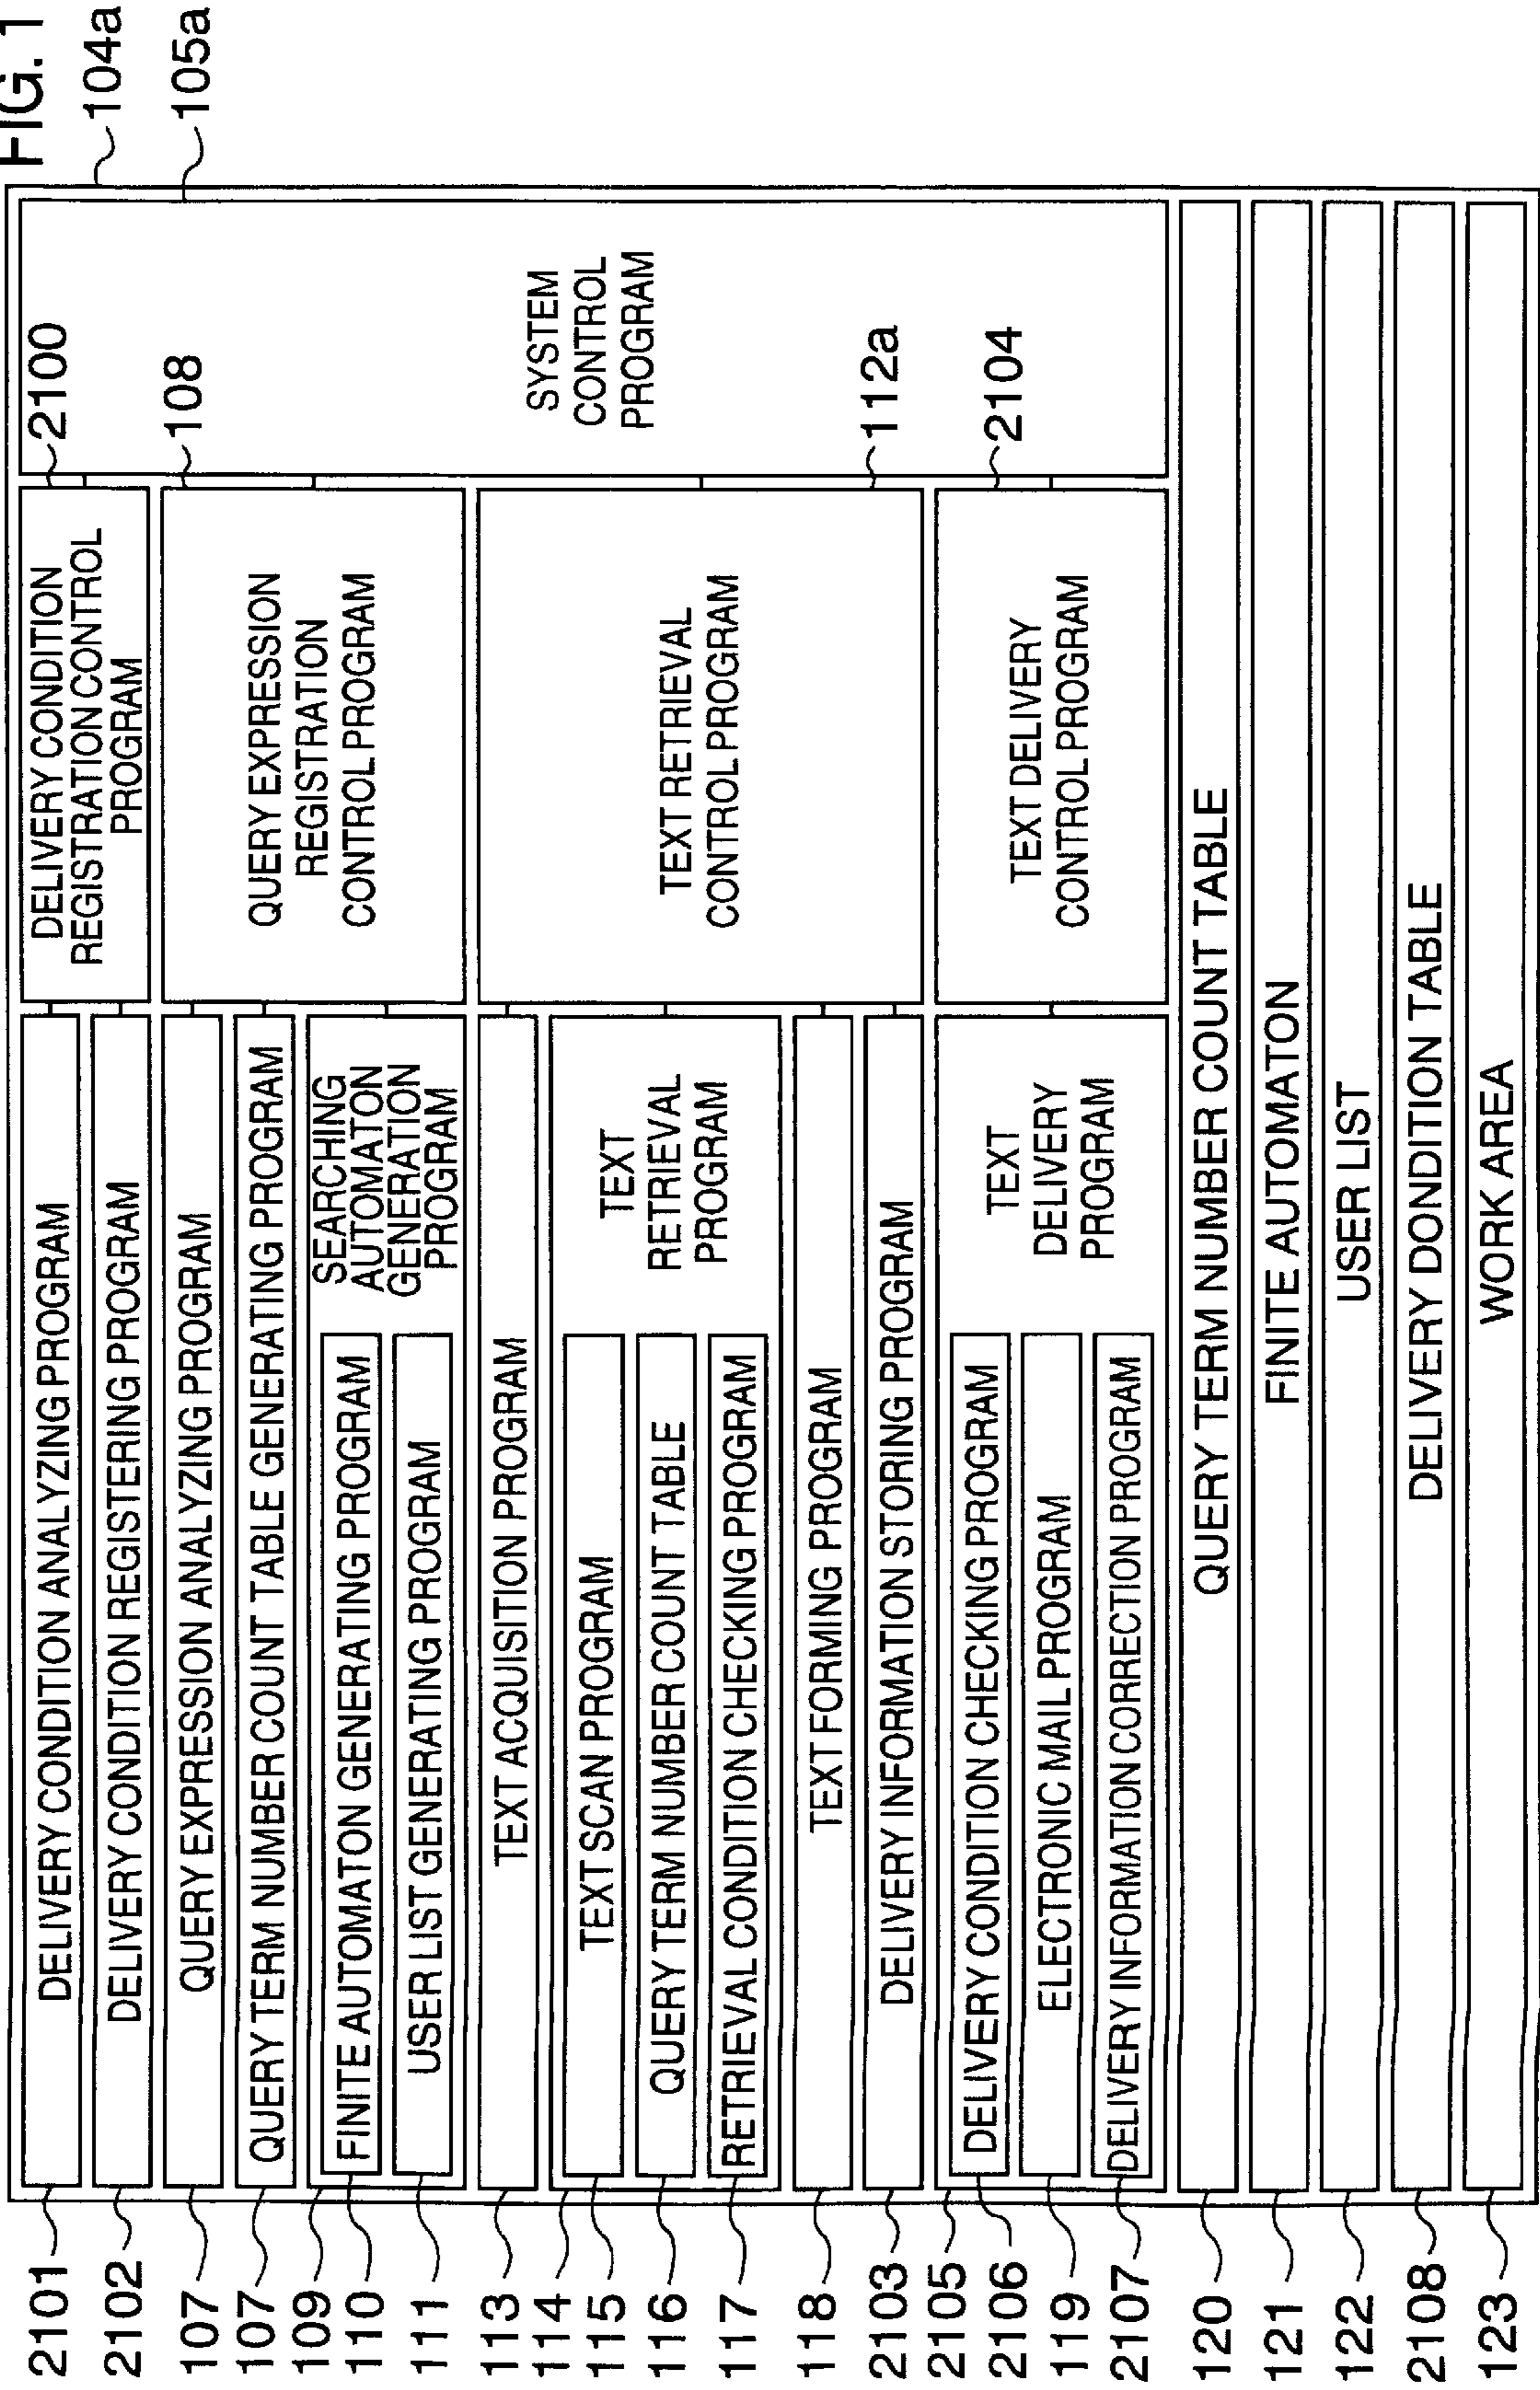 FIG. 1
104a
105a
2100
108
112a
2104
SYSTEM
CONTROL
PROGRAM
DELIVERY CONDITION
REGISTRATION CONTROL
PROGRAM
QUERY EXPRESSION
REGISTRATION
CONTROL PROGRAM
TEXT RETRIEVAL
CONTROL PROGRAM
TEXT DELIVERY
CONTROL PROGRAM
2101
DELIVERY CONDITION ANALYZING PROGRAM
2102
DELIVERY CONDITION REGISTERING PROGRAM
107
QUERY EXPRESSION ANALYZING PROGRAM
107
QUERY TERM NUMBER COUNT TABLE GENERATING PROGRAM
109
SEARCHING
AUTOMATON
GENERATION
PROGRAM
110
FINITE AUTOMATON GENERATING PROGRAM
111
USER LIST GENERATING PROGRAM
113
TEXT ACQUISITION PROGRAM
114
TEXT
RETRIEVAL
PROGRAM
115
TEXT SCAN PROGRAM
116
QUERY TERM NUMBER COUNT TABLE
117
RETRIEVAL CONDITION CHECKING PROGRAM
118
TEXT FORMING PROGRAM
2103
DELIVERY INFORMATION STORING PROGRAM
2105
TEXT
DELIVERY
PROGRAM
2106
DELIVERY CONDITION CHECKING PROGRAM
119
ELECTRONIC MAIL PROGRAM
2107
DELIVERY INFORMATION CORRECTION PROGRAM
120
QUERY TERM NUMBER COUNT TABLE
121
FINITE AUTOMATON
122
USER LIST
2108
DELIVERY DONDITION TABLE
123
WORK AREA